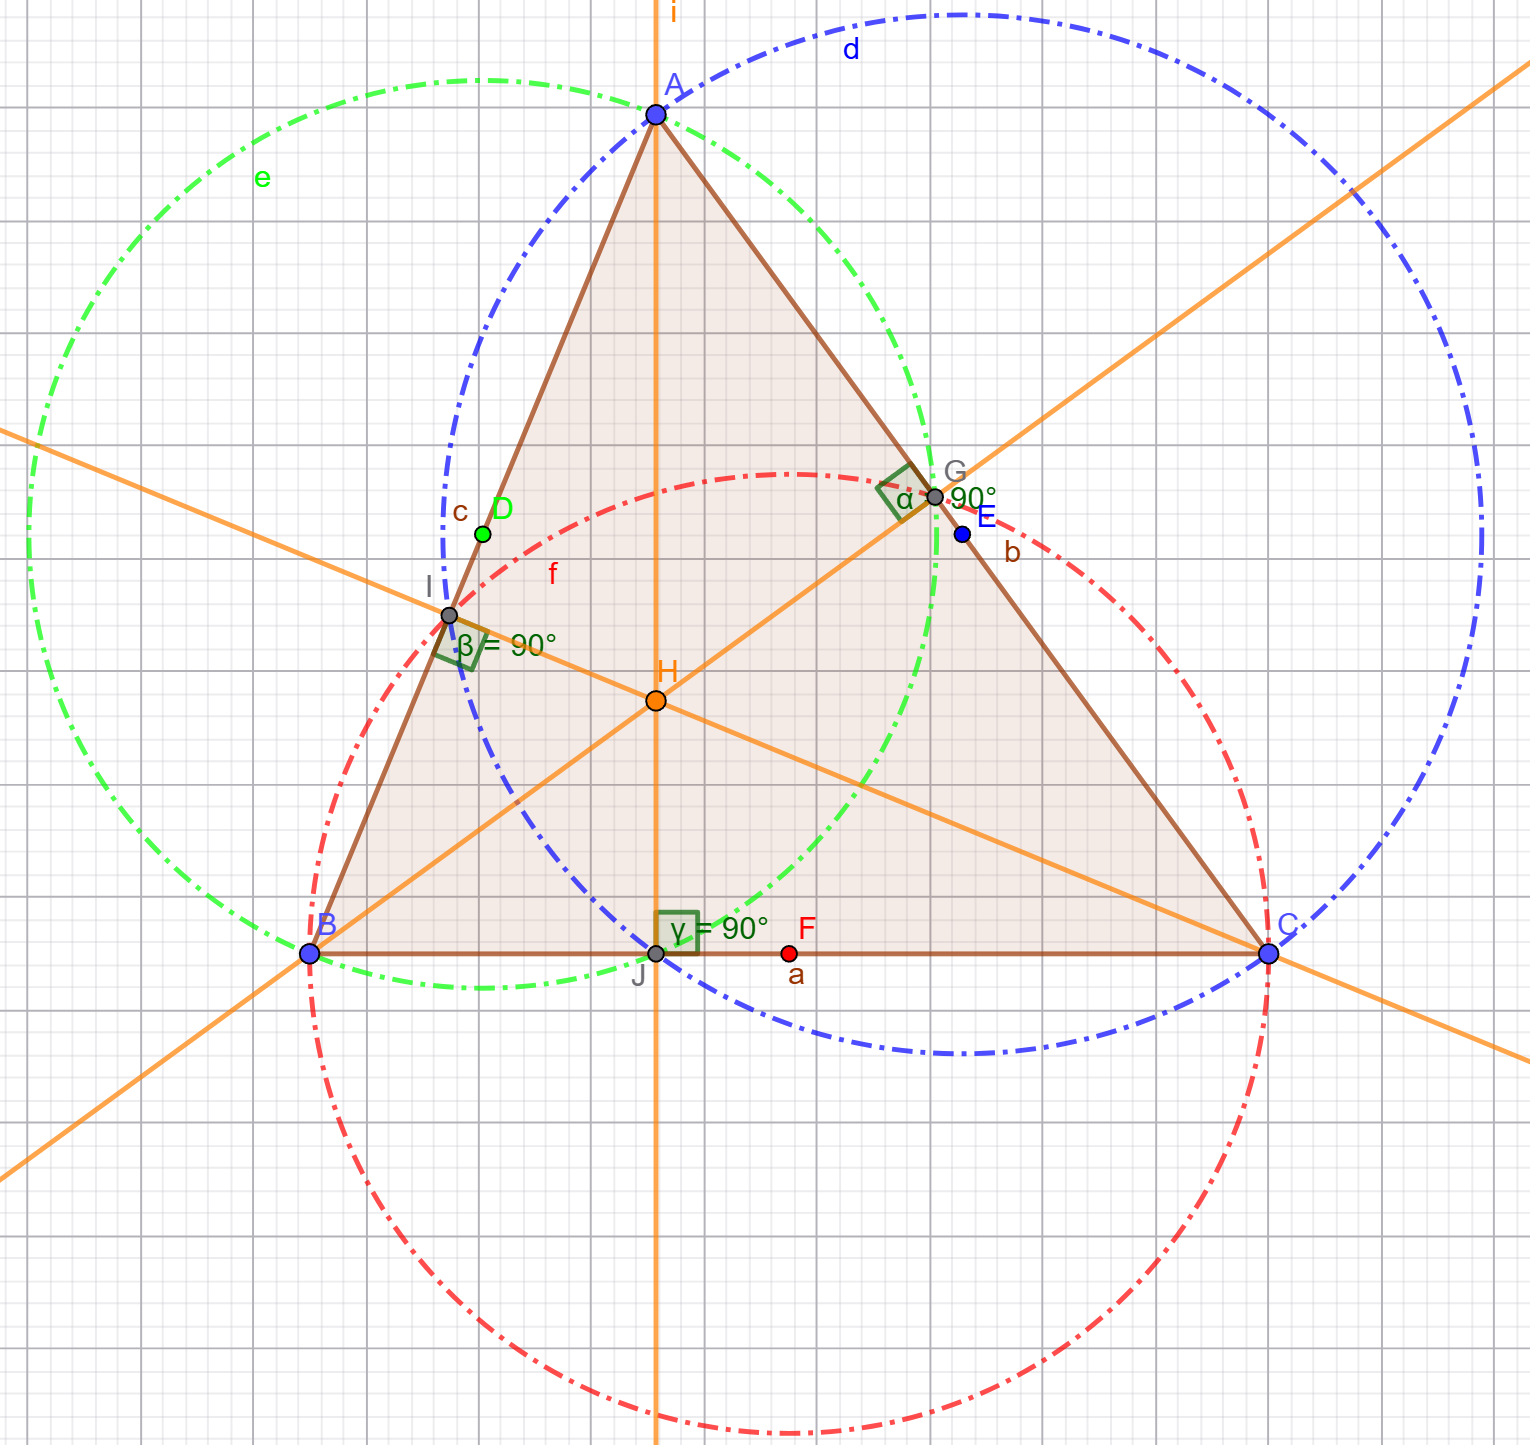 i
d
A
e
G
α
90°
c
D
E
b
f
I
β = 90°
H
B
C
γ = 90°
F
J
a